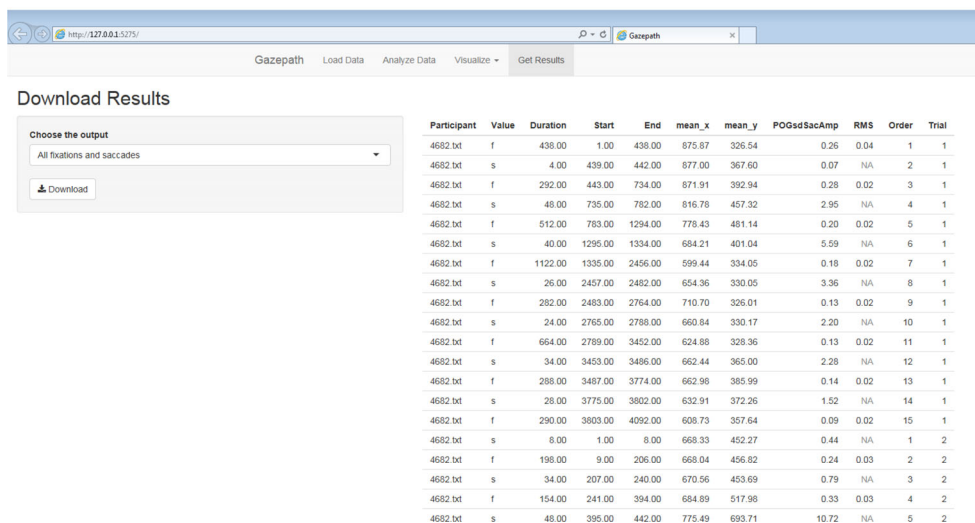 http://127.0.0.1:5275/ Gazepath
Gazepath Load Data Analyze Data Visualize Get Results
Download Results
Choose the output
All fixations and saccades
Download
Participant Value Duration Start End mean_x mean_y POGsdSacAmp RMS Order Trial
4682.txt f 438.00 1.00 438.00 875.87 326.54 0.26 0.04 1 1
4682.txt s 4.00 439.00 442.00 877.00 367.60 0.07 NA 2 1
4682.txt f 292.00 443.00 734.00 871.91 392.94 0.28 0.02 3 1
4682.txt s 48.00 735.00 782.00 816.78 457.32 2.95 NA 4 1
4682.txt f 512.00 783.00 1294.00 778.43 481.14 0.20 0.02 5 1
4682.txt s 40.00 1295.00 1334.00 684.21 401.04 5.59 NA 6 1
4682.txt f 1122.00 1335.00 2456.00 599.44 334.05 0.18 0.02 7 1
4682.txt s 26.00 2457.00 2482.00 654.36 330.05 3.36 NA 8 1
4682.txt f 282.00 2483.00 2764.00 710.70 326.01 0.13 0.02 9 1
4682.txt s 24.00 2765.00 2788.00 660.84 330.17 2.20 NA 10 1
4682.txt f 664.00 2789.00 3452.00 624.88 328.36 0.13 0.02 11 1
4682.txt s 34.00 3453.00 3486.00 662.44 365.00 2.28 NA 12 1
4682.txt f 288.00 3487.00 3774.00 662.98 385.99 0.14 0.02 13 1
4682.txt s 28.00 3775.00 3802.00 632.91 372.26 1.52 NA 14 1
4682.txt f 290.00 3803.00 4092.00 608.73 357.64 0.09 0.02 15 1
4682.txt s 8.00 1.00 8.00 668.33 452.27 0.44 NA 1 2
4682.txt f 198.00 9.00 206.00 668.04 456.82 0.24 0.03 2 2
4682.txt s 34.00 207.00 240.00 670.56 453.69 0.79 NA 3 2
4682.txt f 154.00 241.00 394.00 684.89 517.98 0.33 0.03 4 2
4682.txt s 48.00 395.00 442.00 775.49 693.71 10.72 NA 5 2